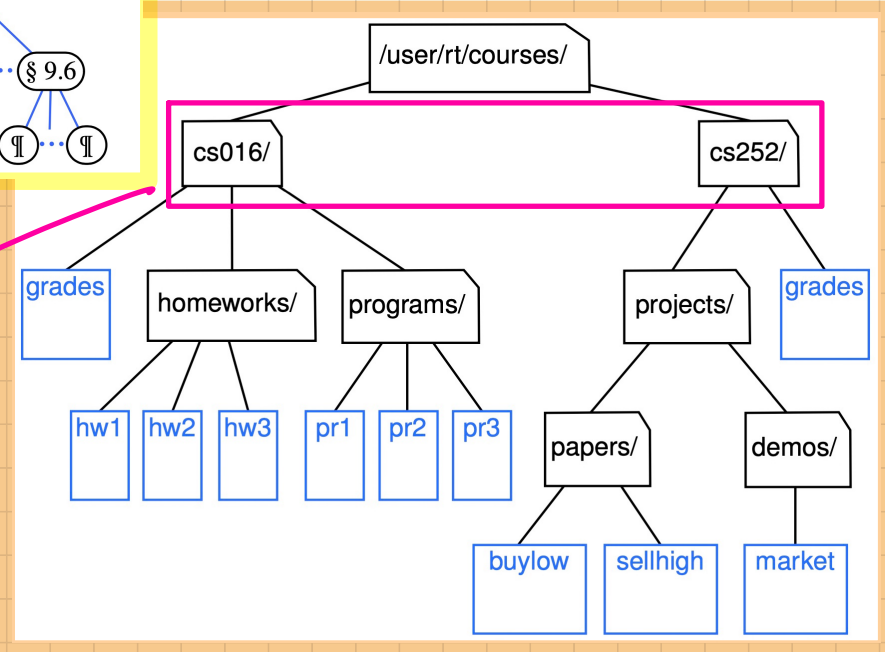 § 9.6
¶ ¶
/user/rt/courses/
cs016/ cs252/
grades homeworks/ programs/ projects/ grades
hw1 hw2 hw3 pr1 pr2 pr3 papers/ demos/
buylow sellhigh market